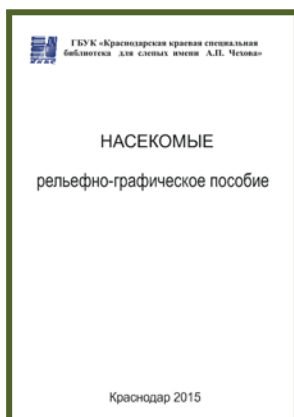 ГБУК «Краснодарская краевая специальная
библиотека для слепых имени А.П. Чехова»
НАСЕКОМЫЕ
рельефно-графическое пособие
Краснодар 2015